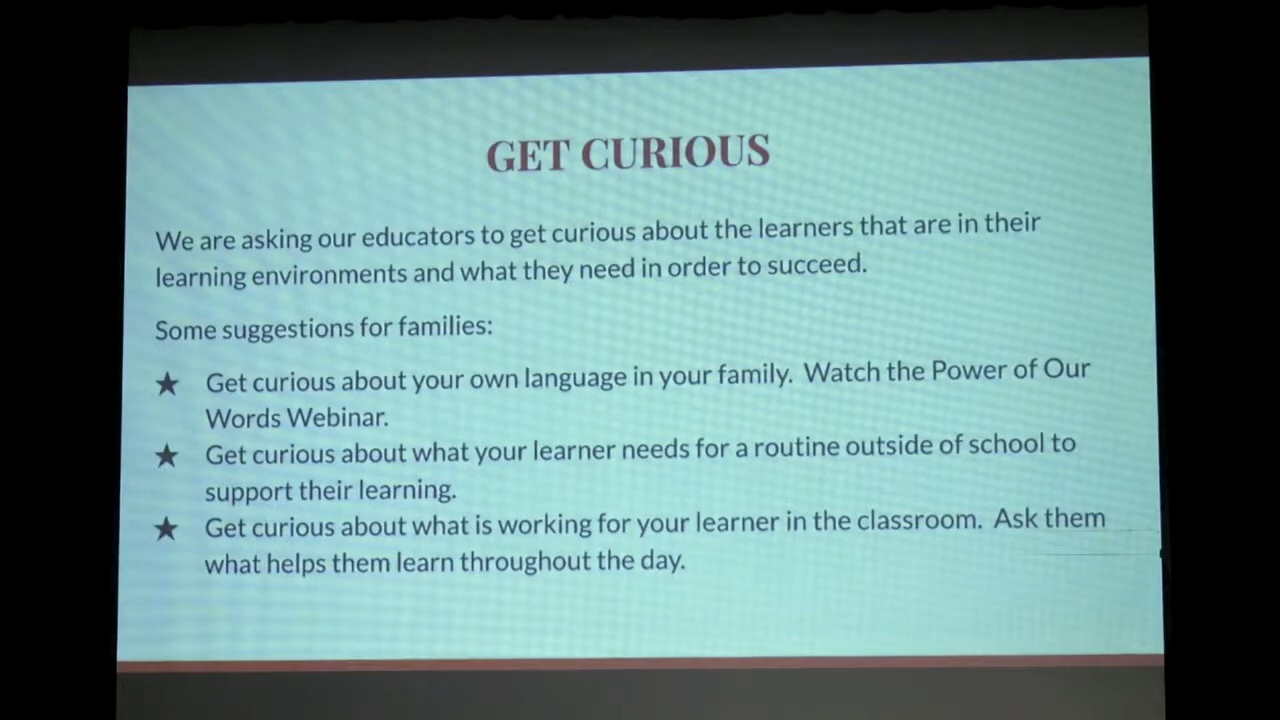 GET CURIOUS
We are asking our educators to get curious about the learners that are in their
learning environments and what they need in order to succeed.
Some suggestions for families:
★ Get curious about your own language in your family. Watch the Power of Our
Words Webinar.
★ Get curious about what your learner needs for a routine outside of school to
support their learning.
★ Get curious about what is working for your learner in the classroom. Ask them
what helps them learn throughout the day.